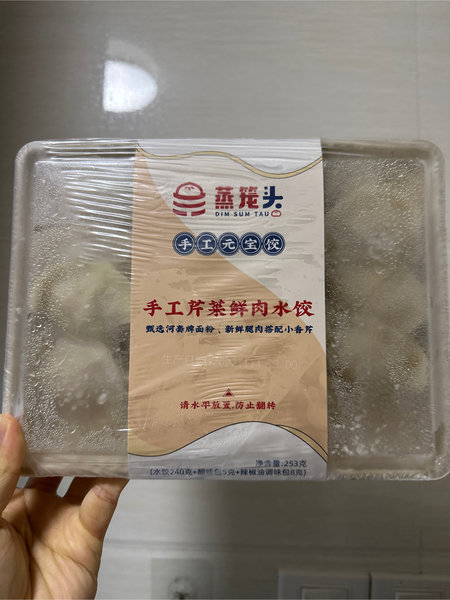 蒸笼头
DIM SUM TAU
手工元宝饺
手工芹菜鲜肉水饺
甄选河套牌面粉、新鲜腿肉搭配小香芹
请水平放置,防止翻转
净含量:253克
(水饺240克+醋味包5克+辣椒油调味包8克)